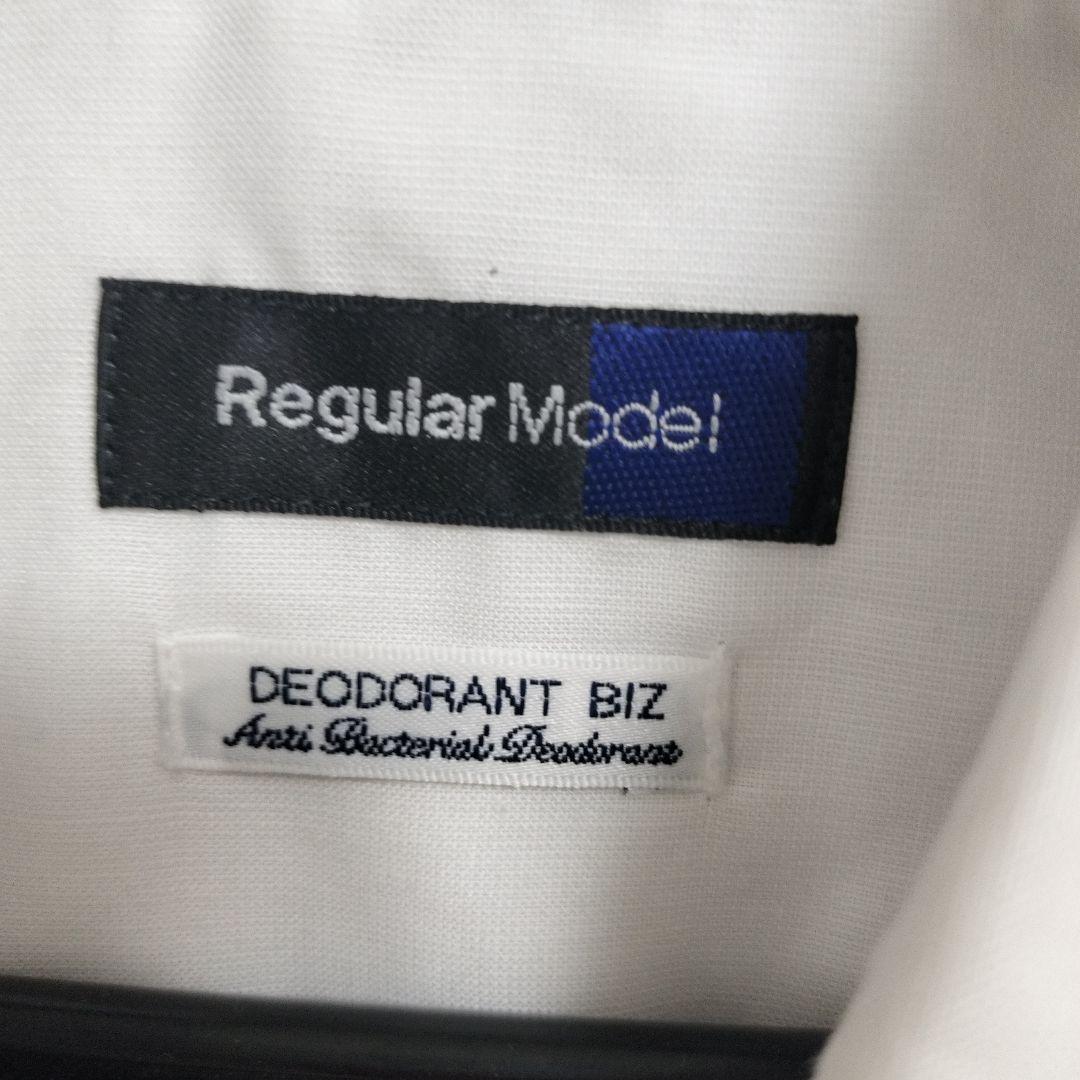 Regular Model
DEODORANT BIZ
Anti Bacterial Deodorant